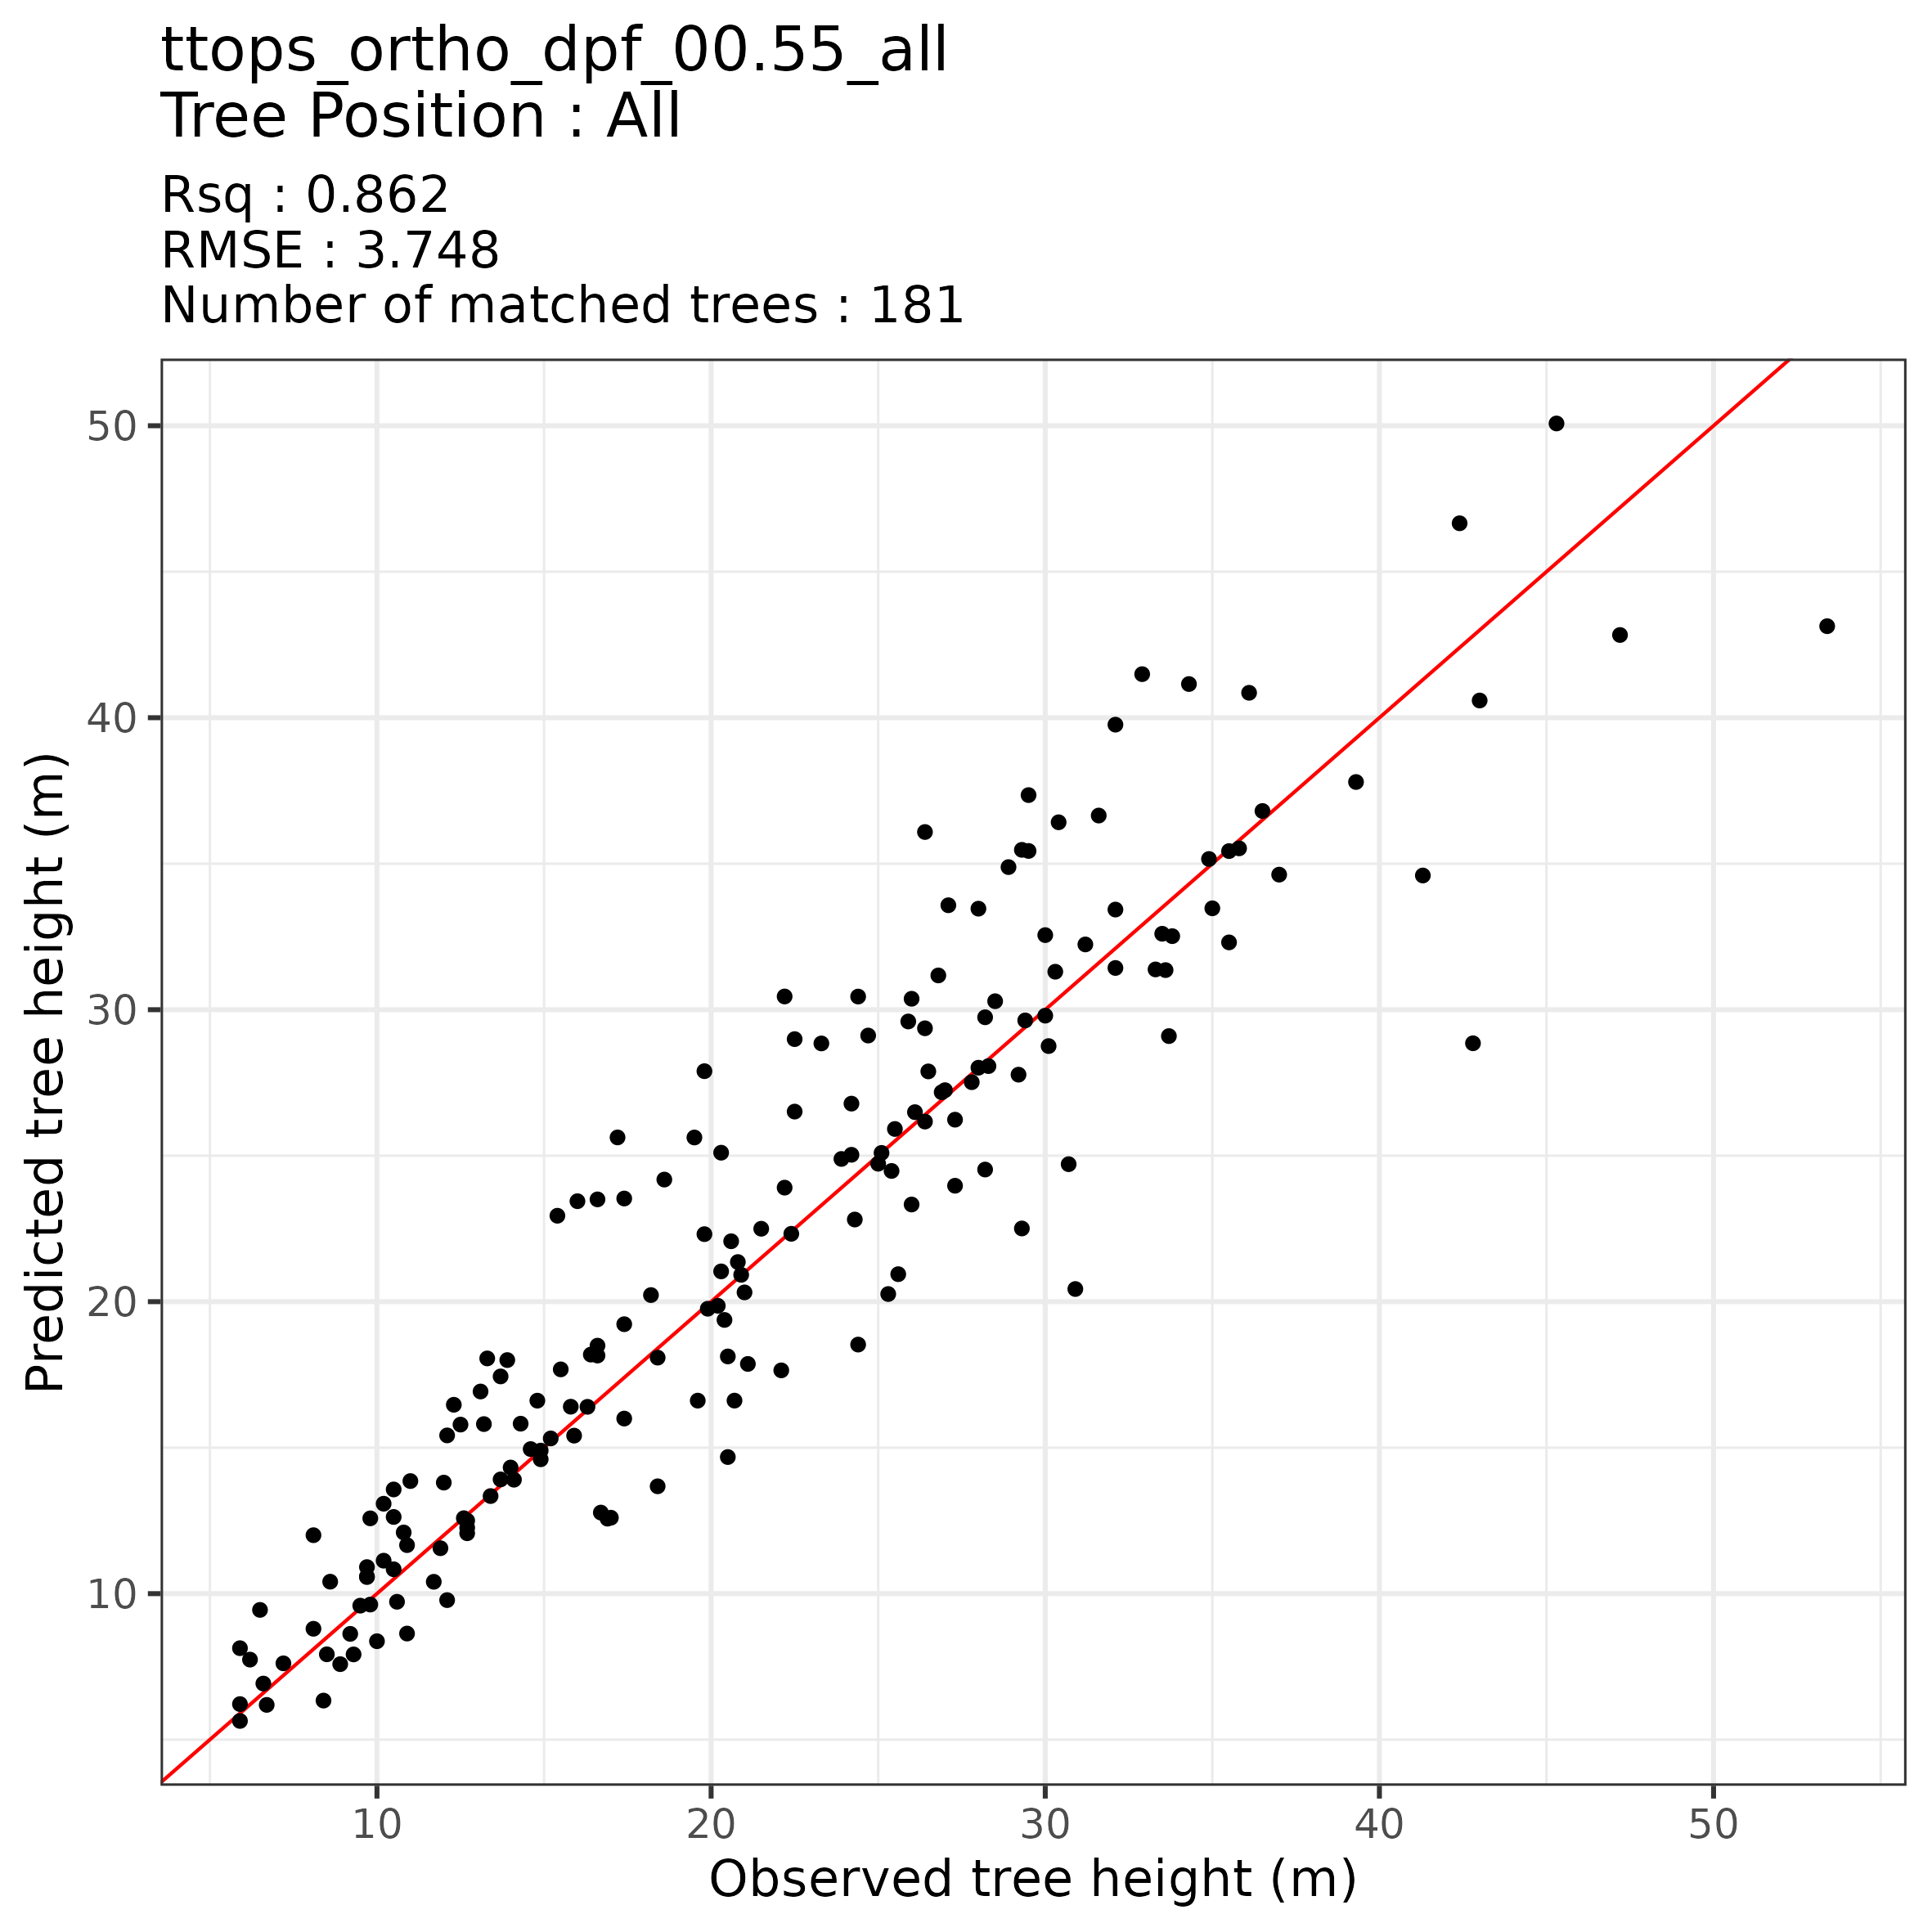 ttops_ortho_dpf_00.55_all
Tree Position : All
Rsq : 0.862
RMSE : 3.748
Number of matched trees : 181
50
40
30
20
10
Predicted tree height (m)
10 20 30 40 50
Observed tree height (m)